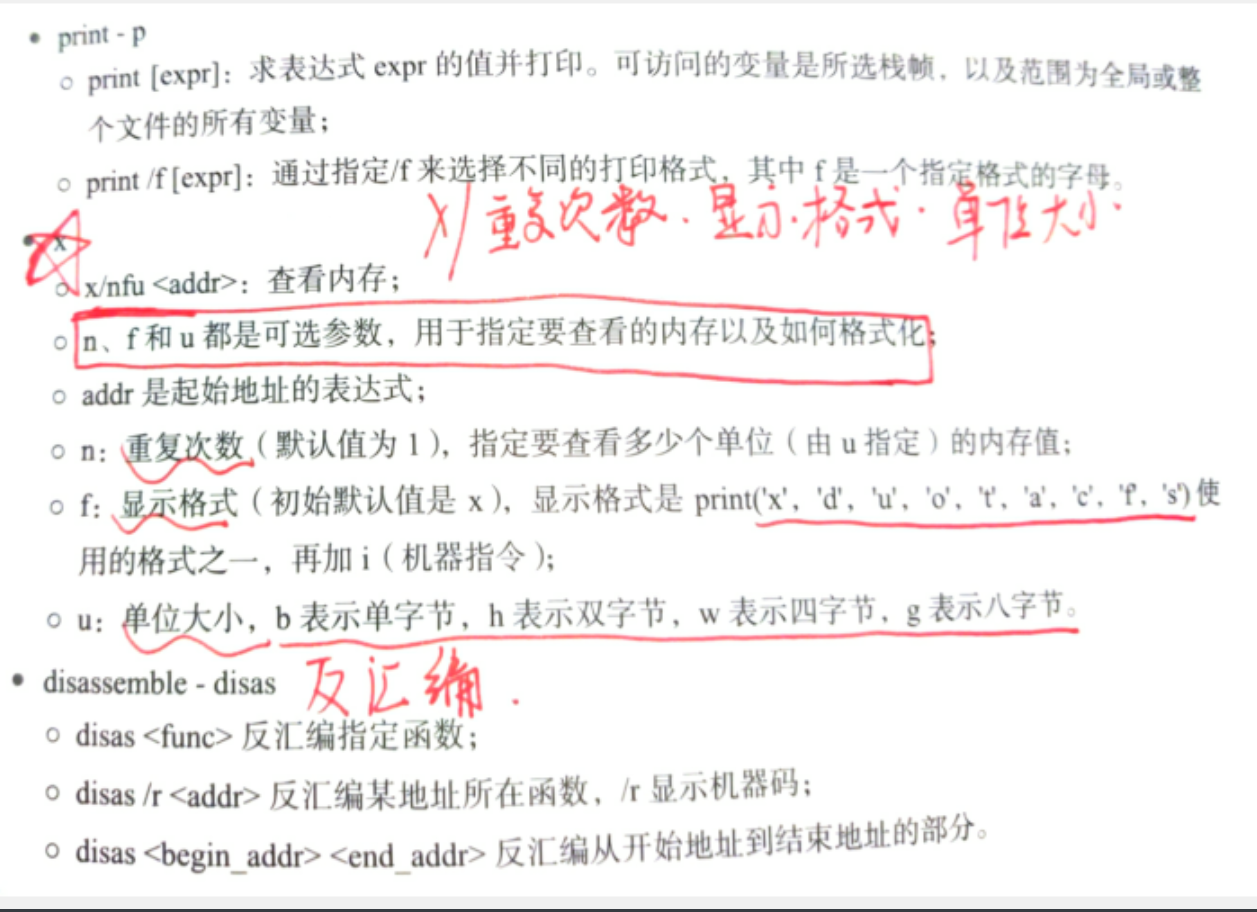 • print - p
○ print [expr]：求表达式 expr 的值并打印。可访问的变量是所选栈帧，以及范围为全局或整
个文件的所有变量；
○ print /f [expr]：通过指定/f 来选择不同的打印格式，其中 f 是一个指定格式的字母。
x/重复次数.显示.格式.单位大小.
• x
○ x/nfu <addr>：查看内存；
○ n、f 和 u 都是可选参数，用于指定要查看的内存以及如何格式化；
○ addr 是起始地址的表达式；
○ n：重复次数（默认值为 1），指定要查看多少个单位（由 u 指定）的内存值；
○ f：显示格式（初始默认值是 x），显示格式是 print('x', 'd', 'u', 'o', 't', 'a', 'c', 'f', 's')使
用的格式之一，再加 i（机器指令）；
○ u：单位大小，b 表示单字节，h 表示双字节，w 表示四字节，g 表示八字节。
• disassemble - disas 反汇编.
○ disas <func> 反汇编指定函数；
○ disas /r <addr> 反汇编某地址所在函数，/r 显示机器码；
○ disas <begin_addr> <end_addr> 反汇编从开始地址到结束地址的部分。